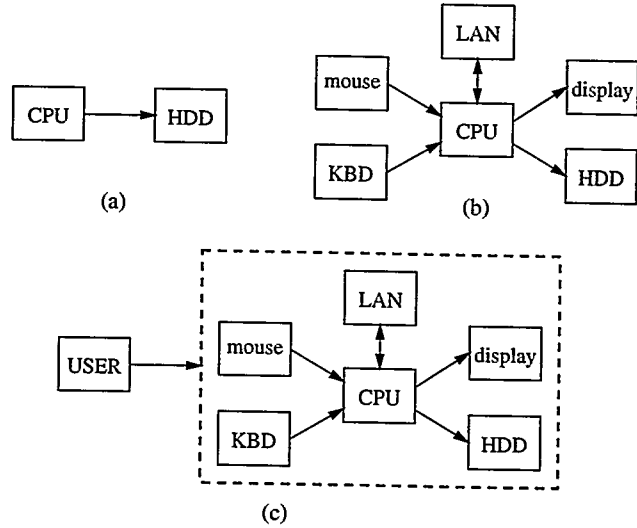 CPU
HDD
(a)
LAN
mouse
display
CPU
KBD
HDD
(b)
USER
LAN
mouse
display
CPU
KBD
HDD
(c)